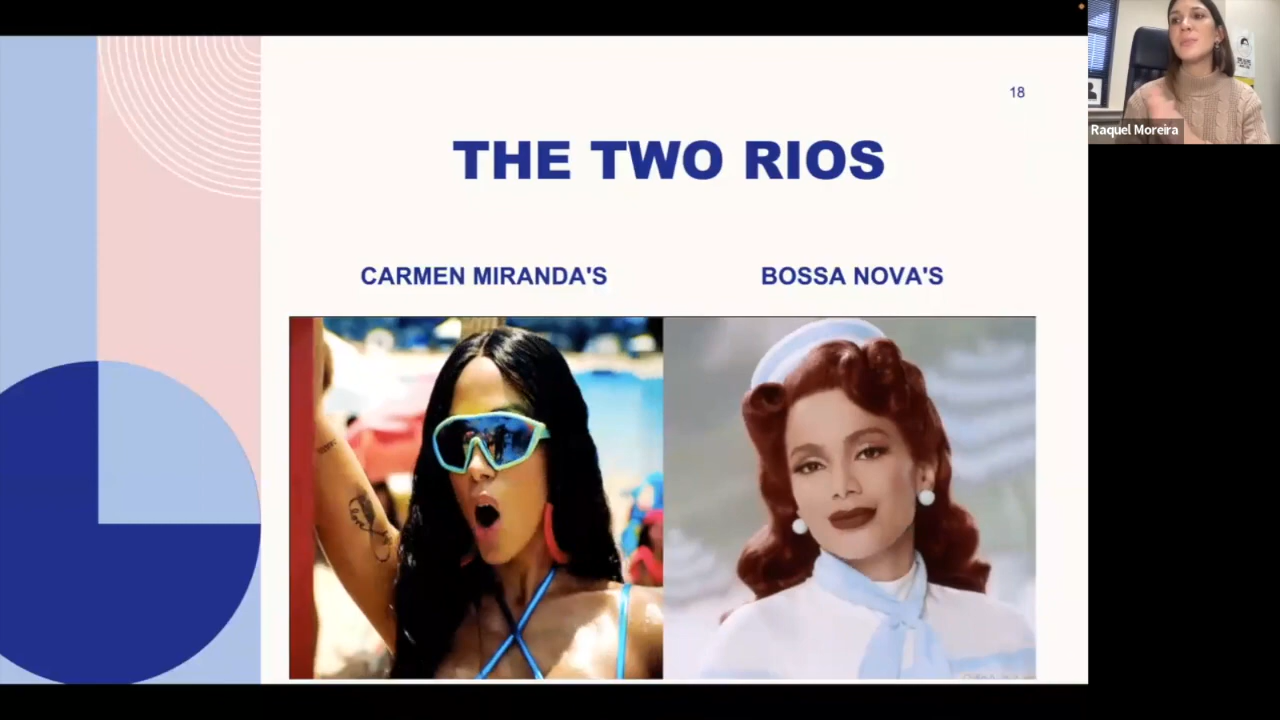 18
THE TWO RIOS
CARMEN MIRANDA'S
BOSSA NOVA'S
Raquel Moreira